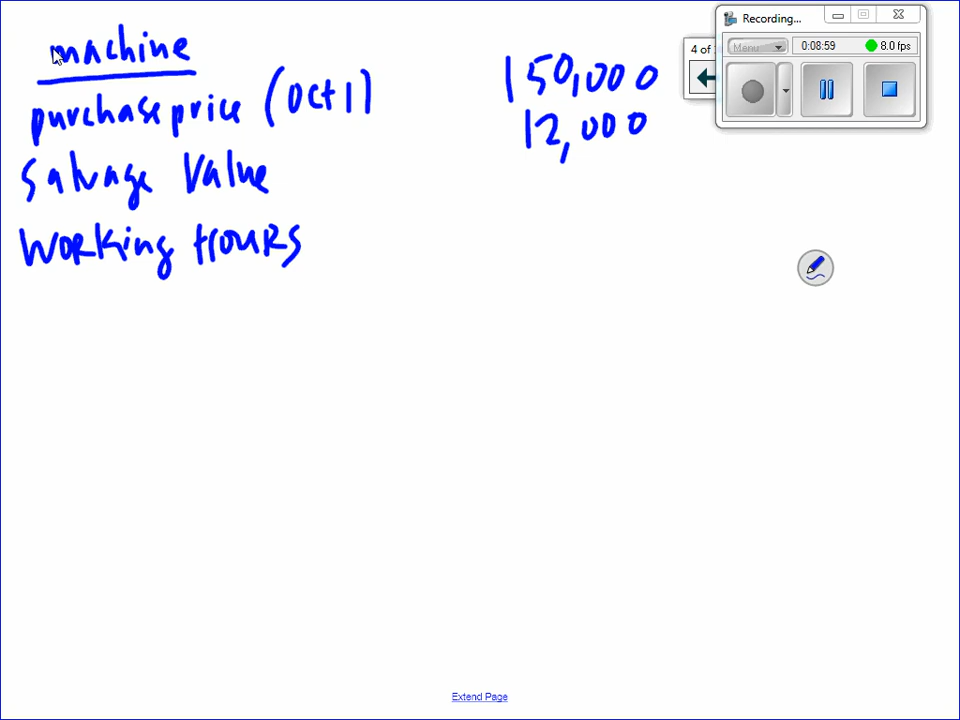 machine
purchase price (Oct 1) 150,000
Salvage Value 12,000
Working Hours
Recording...
Menu 0:08:59 8.0 fps
4 of
Extend Page